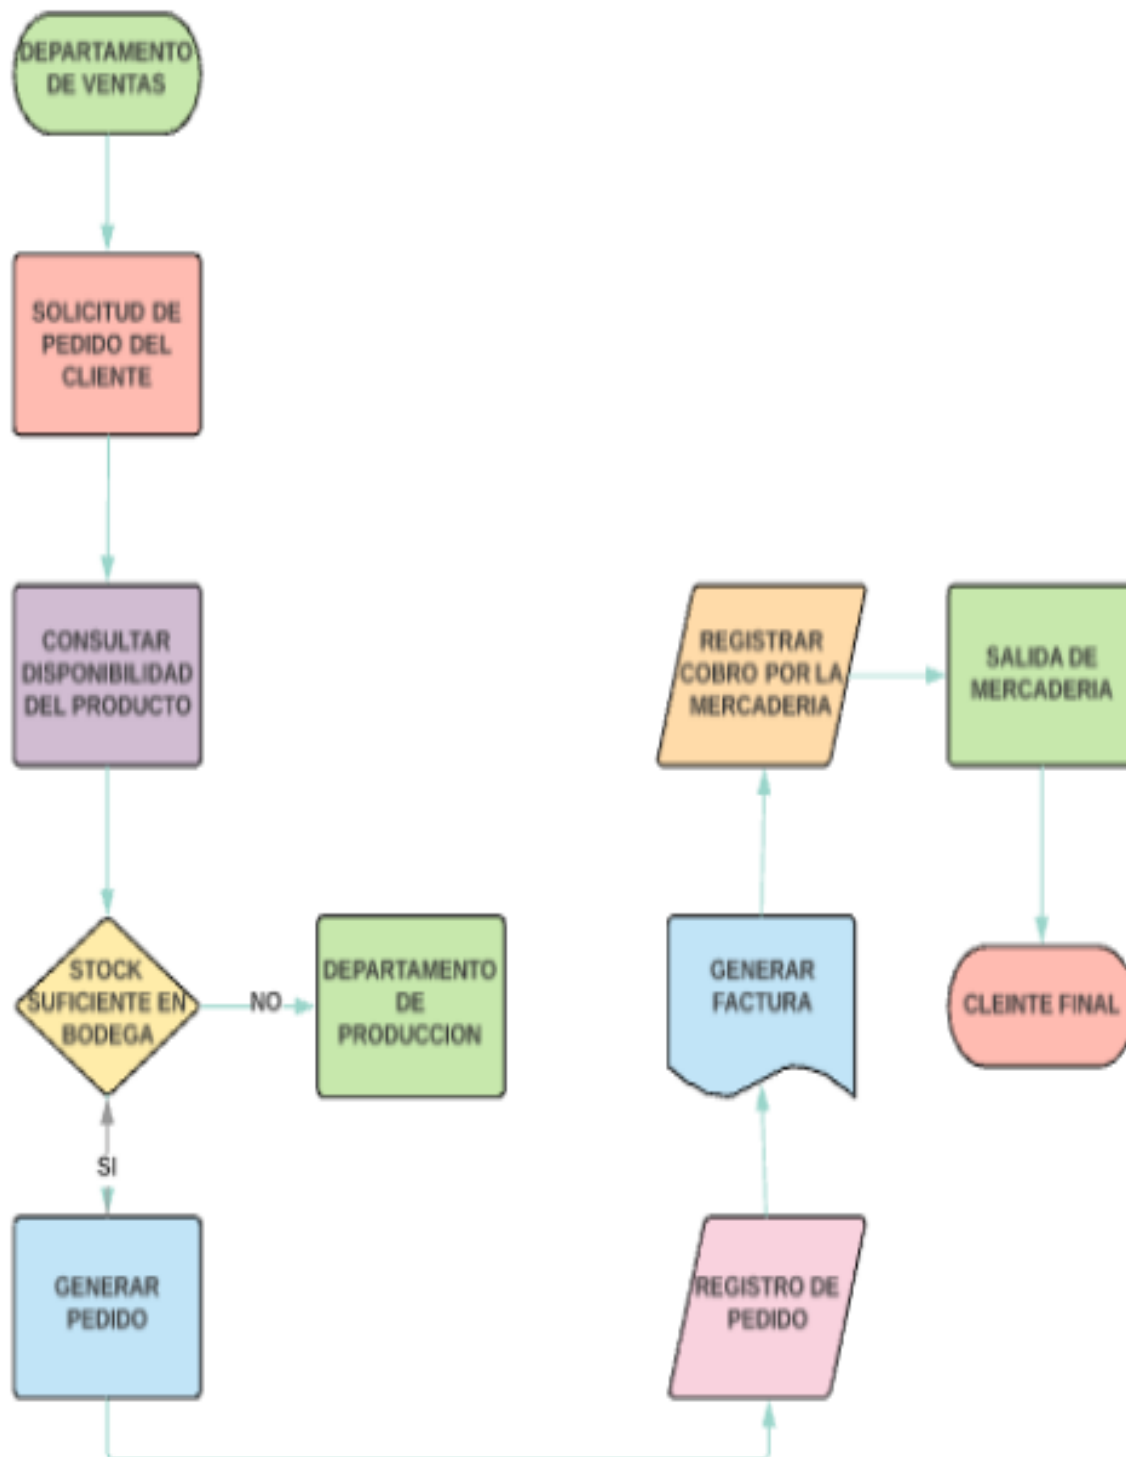 DEPARTAMENTO
DE VENTAS
SOLICITUD DE
PEDIDO DEL
CLIENTE
CONSULTAR
DISPONIBILIDAD
DEL PRODUCTO
STOCK
SUFICIENTE EN
BODEGA
NO
DEPARTAMENTO
DE
PRODUCCION
SI
GENERAR
PEDIDO
REGISTRO DE
PEDIDO
GENERAR
FACTURA
REGISTRAR
COBRO POR LA
MERCADERIA
SALIDA DE
MERCADERIA
CLEINTE FINAL